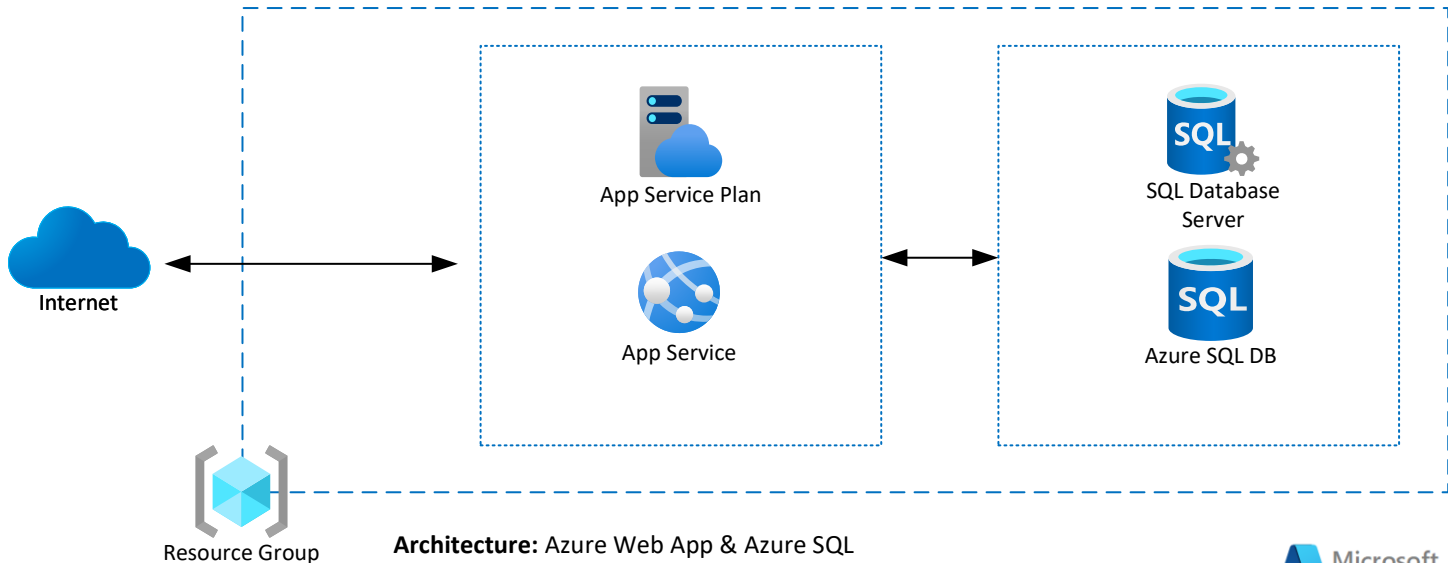 App Service Plan
SQL
SQL Database
Server
Internet
App Service
SQL
Azure SQL DB
Resource Group
Architecture: Azure Web App & Azure SQL
Microsoft